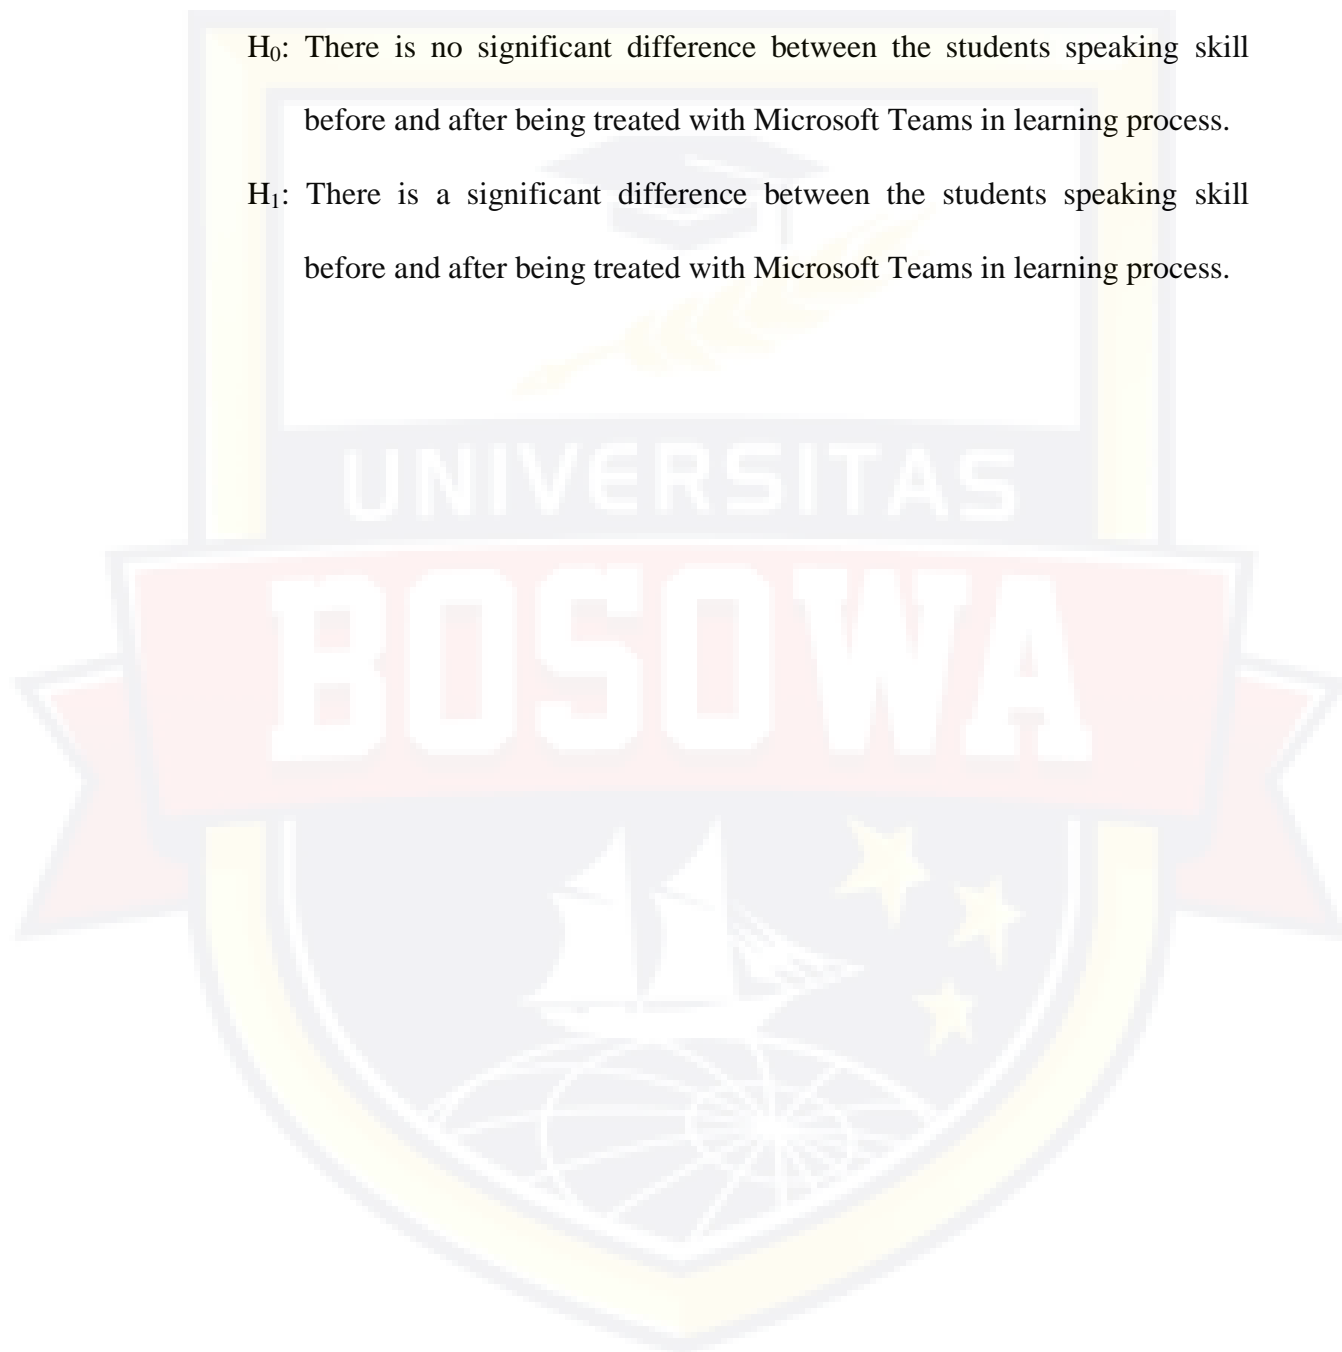 H₀: There is no significant difference between the students speaking skill
before and after being treated with Microsoft Teams in learning process.
H₁: There is a significant difference between the students speaking skill
before and after being treated with Microsoft Teams in learning process.
UNIVERSITAS
BOSOWA